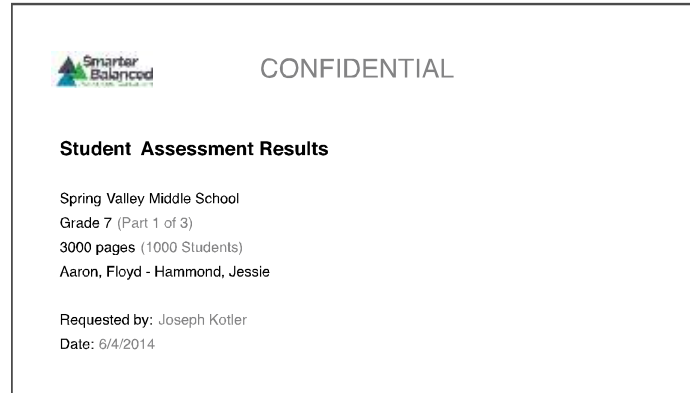 Smarter
Balanced
CONFIDENTIAL
Student Assessment Results
Spring Valley Middle School
Grade 7 (Part 1 of 3)
3000 pages (1000 Students)
Aaron, Floyd - Hammond, Jessie
Requested by: Joseph Kotler
Date: 6/4/2014